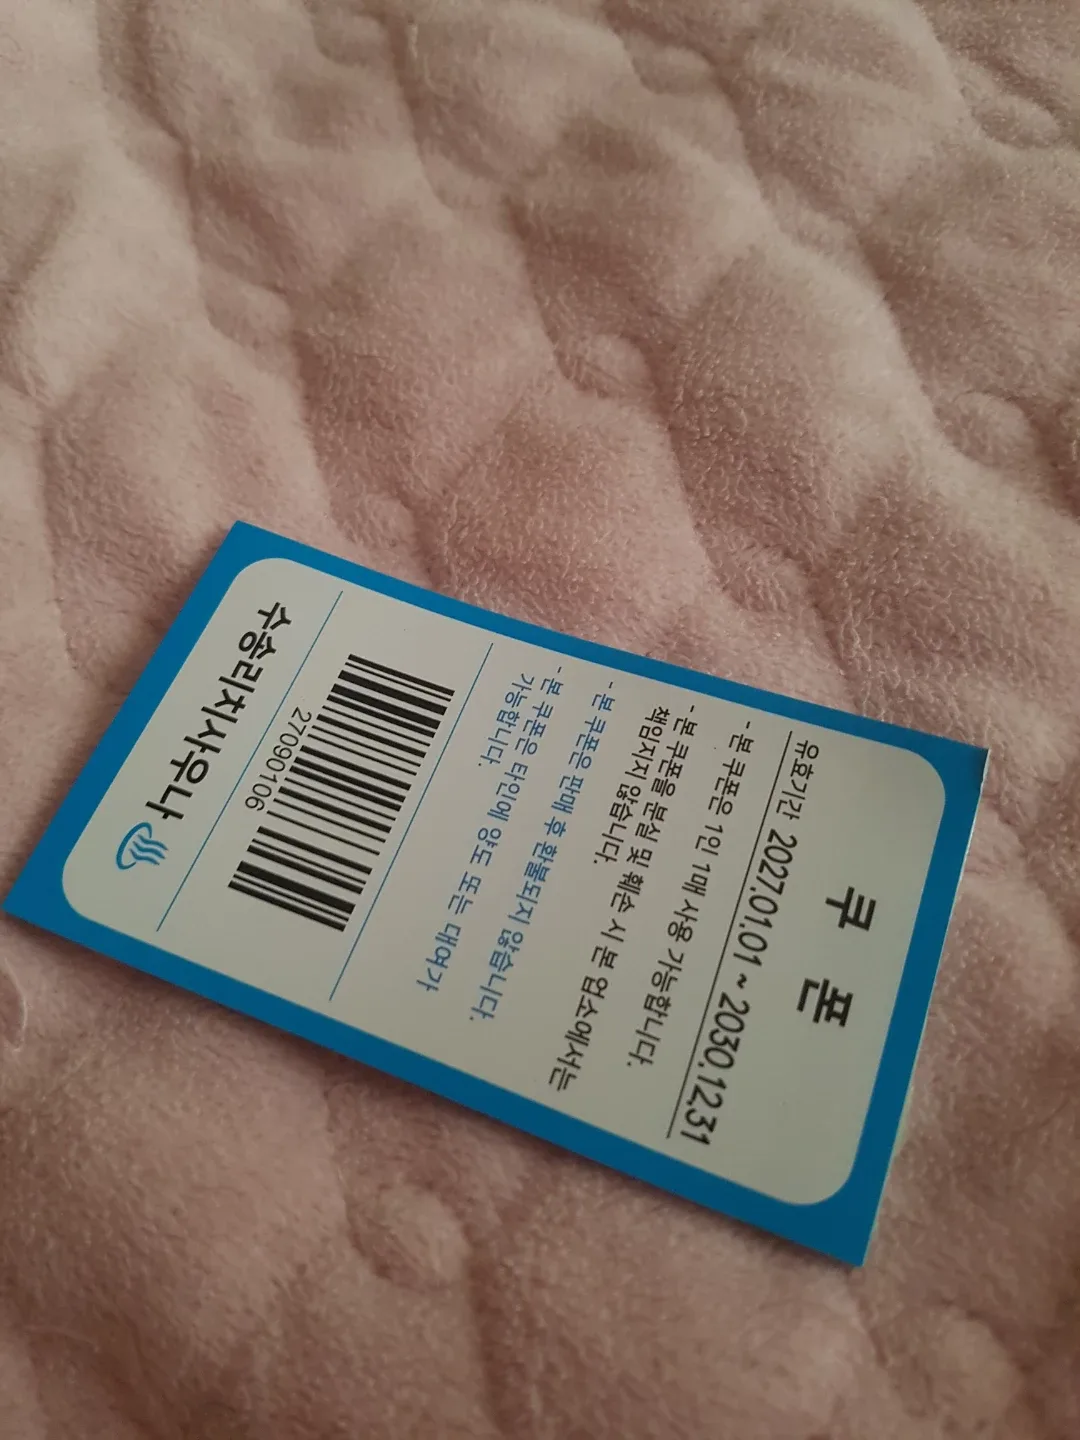 쿠 폰
유효기간 2027.01.01 ~ 2030.12.31
- 본 쿠폰은 1인 1매 사용 가능합니다.
- 본 쿠폰을 분실 및 훼손 시 본 업소에서는
책임지지 않습니다.
- 본 쿠폰은 판매 후 환불되지 않습니다.
- 본 쿠폰은 타인에 양도 또는 대여가
가능합니다.
27090106
수송리치사우나